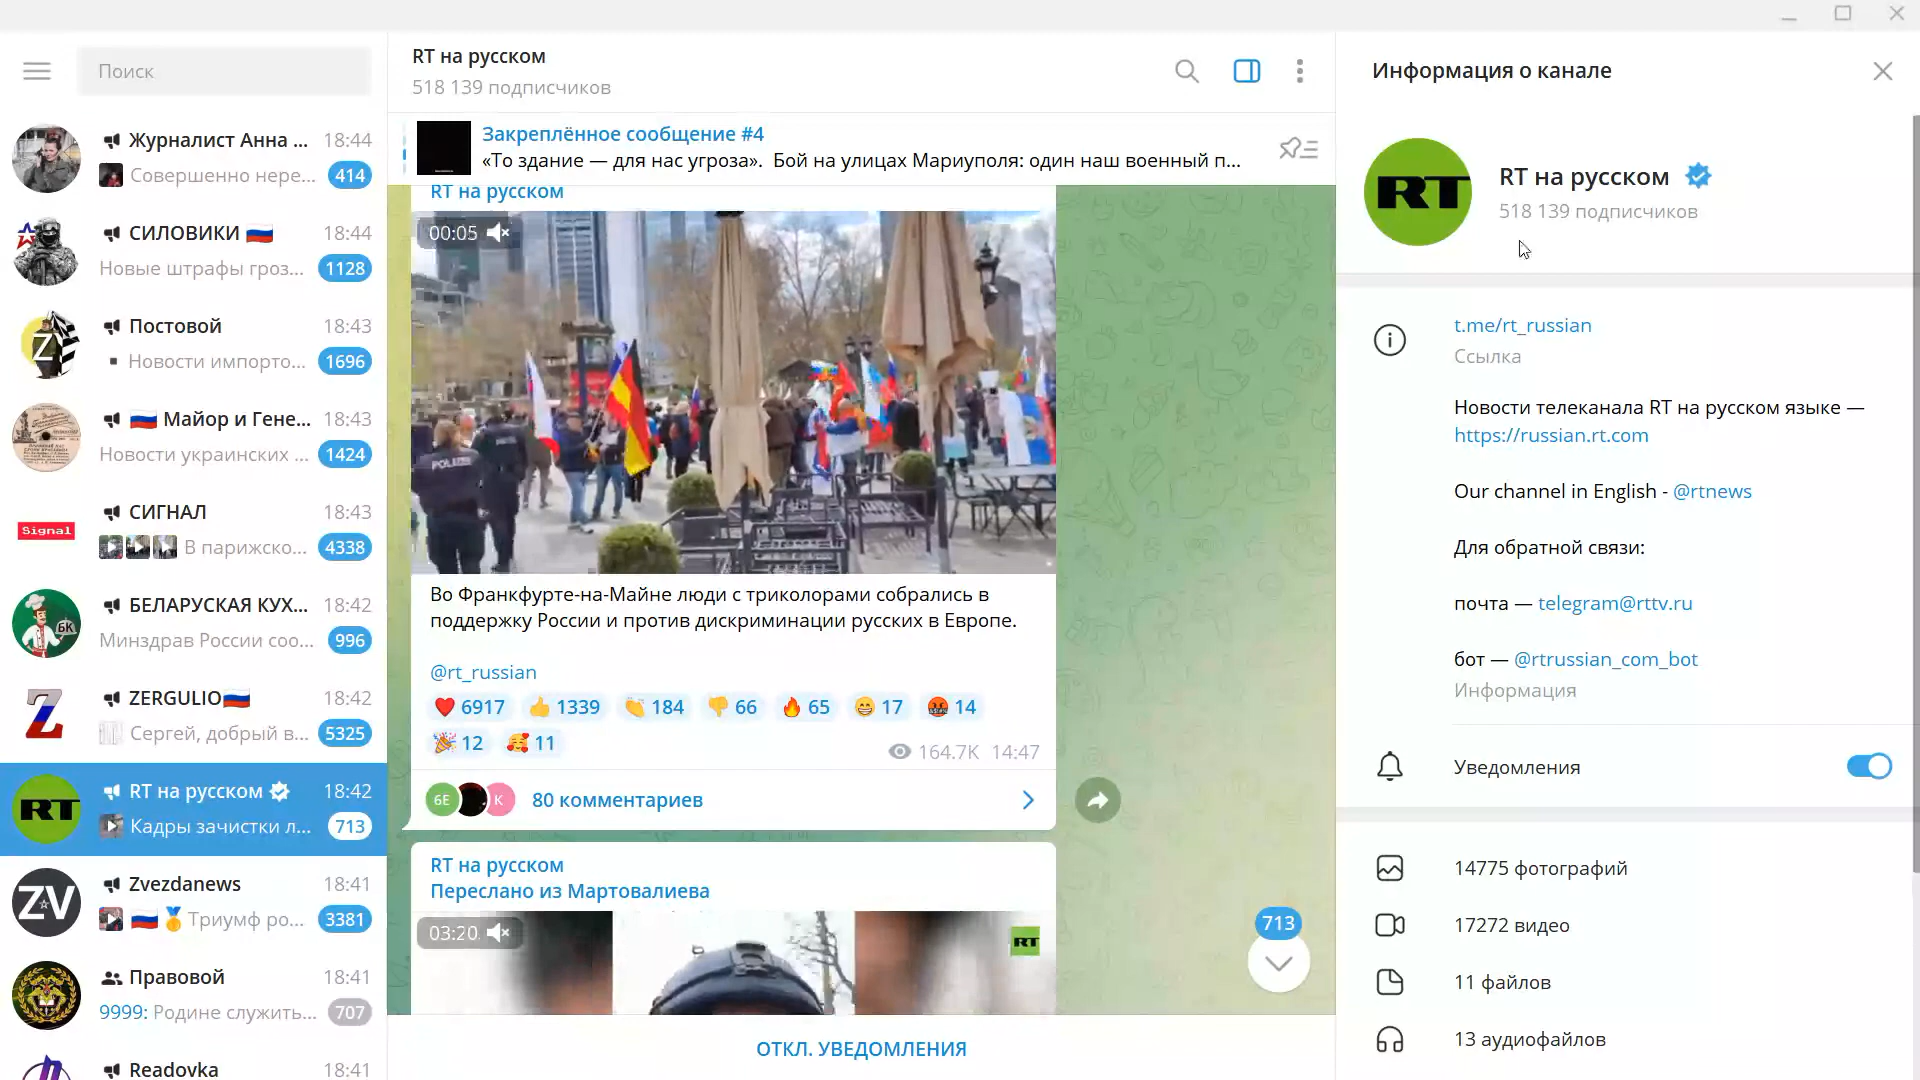 Поиск
Журналист Анна ...
18:44
Совершенно нере...
414
СИЛОВИКИ
18:44
Новые штрафы гроз...
1128
Z
Постовой
18:43
Новости импорто...
1696
Майор и Гене...
18:43
Новости украинских ...
1424
Signal
СИГНАЛ
18:43
В парижско...
4338
БК
БЕЛАРУСКАЯ КУХ...
18:42
Минздрав России соо...
996
Z
ZERGULIO
18:42
Сергей, добрый в...
5325
RT
RT на русском
18:42
Кадры зачистки л...
713
ZV
Zvezdanews
18:41
Триумф ро...
3381
Правовой
18:41
9999: Родине служить...
707
Readovka
18:41
RT на русском
518 139 подписчиков
Закреплённое сообщение #4
«То здание — для нас угроза». Бой на улицах Мариуполя: один наш военный п...
RT на русском
00:05
POLIZEI
Во Франкфурте-на-Майне люди с триколорами собрались в
поддержку России и против дискриминации русских в Европе.
@rt_russian
6917 1339 184 66 65 17 14
12 11
164.7K 14:47
6Е К 80 комментариев
RT на русском
Переслано из Мартовалиева
03:20
RT
713
ОТКЛ. УВЕДОМЛЕНИЯ
Информация о канале
RT
RT на русском
518 139 подписчиков
t.me/rt_russian
Ссылка
Новости телеканала RT на русском языке —
https://russian.rt.com
Our channel in English - @rtnews
Для обратной связи:
почта — telegram@rttv.ru
бот — @rtrussian_com_bot
Информация
Уведомления
14775 фотографий
17272 видео
11 файлов
13 аудиофайлов